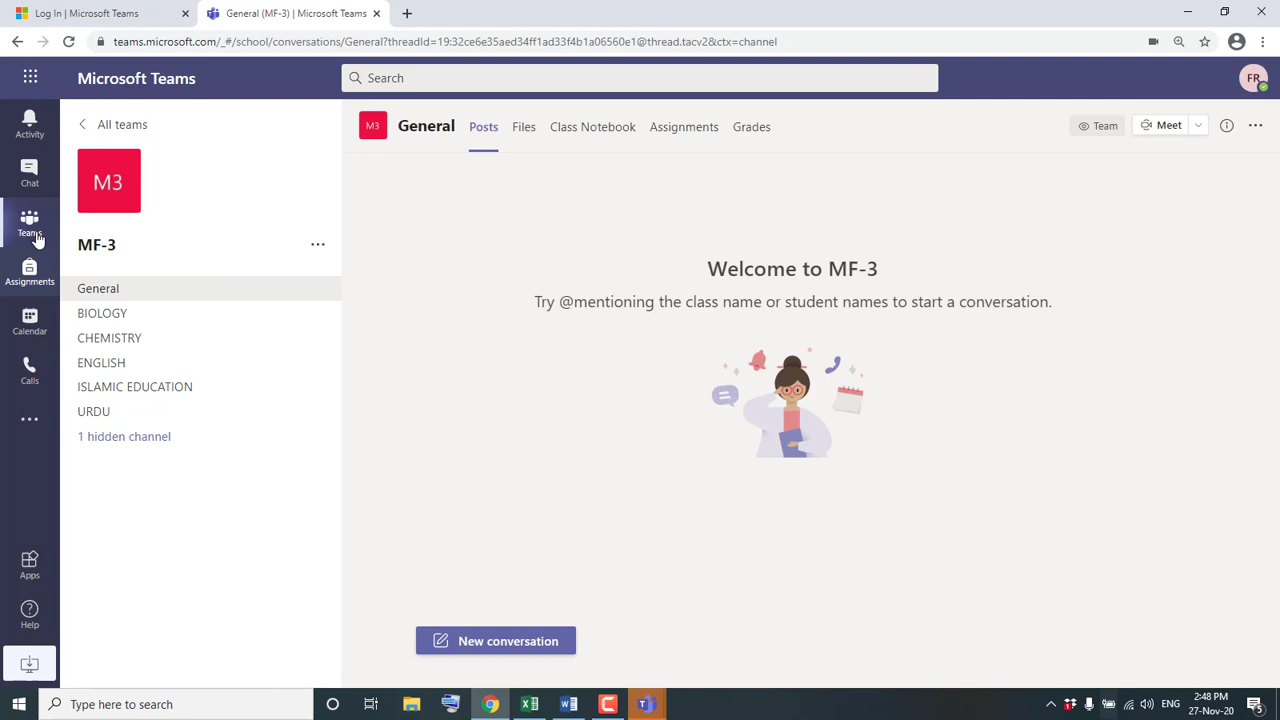 Log In | Microsoft Teams
General (MF-3) | Microsoft Teams
teams.microsoft.com/_#/school/conversations/General?threadId=19:32ce6e35aed34ff1ad33f4b1a06560e1@thread.tacv2&ctx=channel
Microsoft Teams
Search
FR
Activity
Chat
Teams
Assignments
Calendar
Calls
Apps
Help
All teams
M3
MF-3
General
BIOLOGY
CHEMISTRY
ENGLISH
ISLAMIC EDUCATION
URDU
1 hidden channel
M3
General
Posts
Files
Class Notebook
Assignments
Grades
Team
Meet
Welcome to MF-3
Try @mentioning the class name or student names to start a conversation.
New conversation
Type here to search
ENG
2:48 PM
27-Nov-20